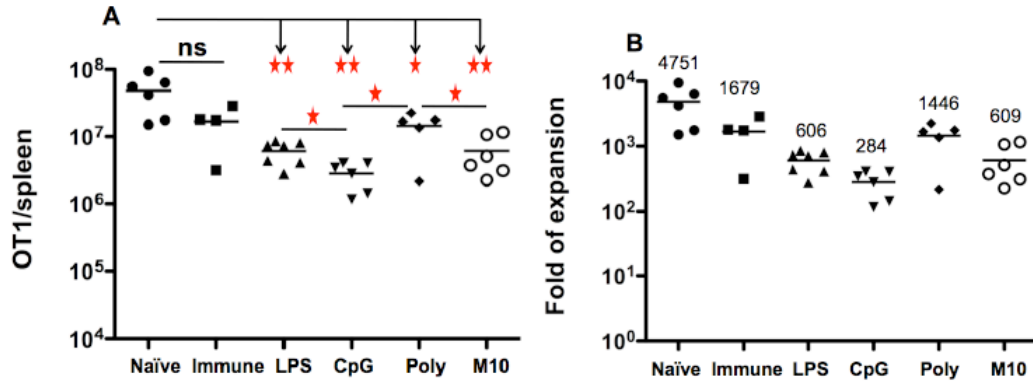 A
ns
OT1/spleen
10^8
10^7
10^6
10^5
10^4
Naïve Immune LPS CpG Poly M10
B
4751
1679
606
284
1446
609
Fold of expansion
10^4
10^3
10^2
10^1
10^0
Naïve Immune LPS CpG Poly M10